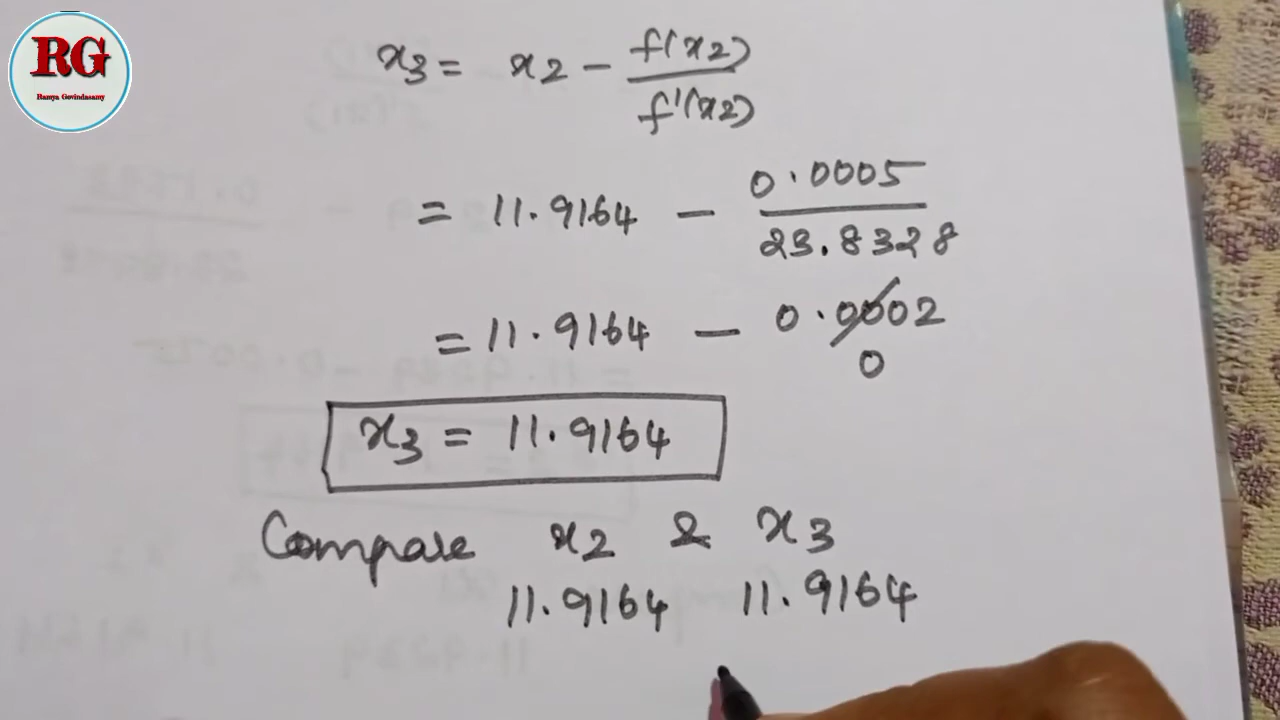 RG
Ramya Govindasamy
x3 = x2 - f(x2) / f'(x2)
= 11.9164 - 0.0005 / 23.8328
= 11.9164 - 0.0002
0
x3 = 11.9164
Compare x2 & x3
11.9164 11.9164